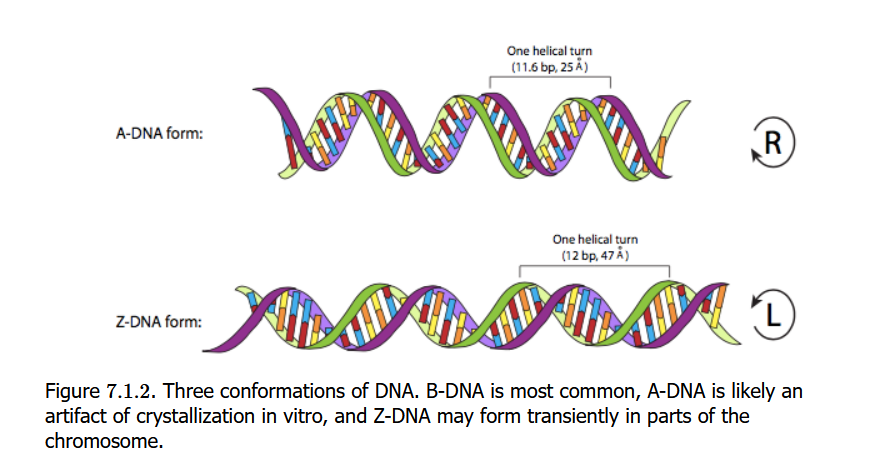 One helical turn
(11.6 bp, 25 Å)
A-DNA form:
R
One helical turn
(12 bp, 47 Å)
Z-DNA form:
L
Figure 7.1.2. Three conformations of DNA. B-DNA is most common, A-DNA is likely an
artifact of crystallization in vitro, and Z-DNA may form transiently in parts of the
chromosome.